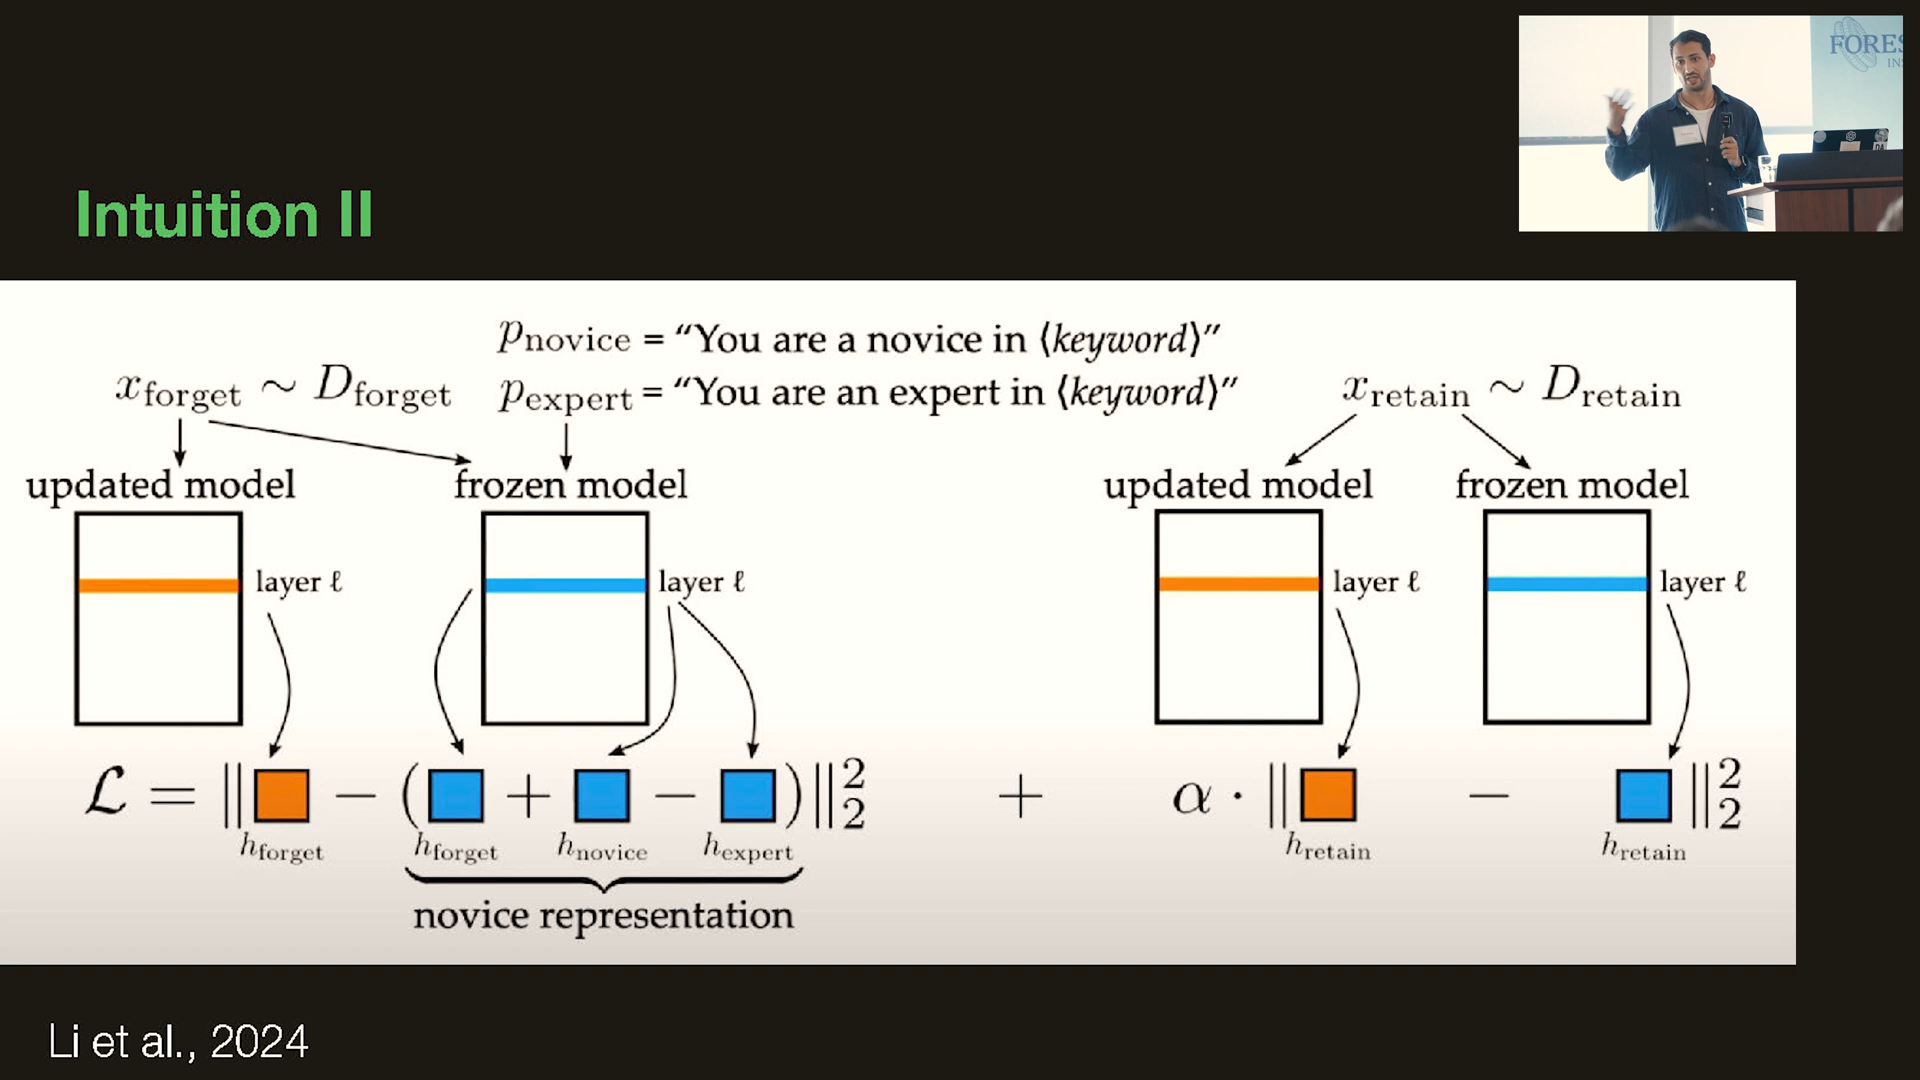 FORES
INS
Intuition II
p_novice = “You are a novice in ⟨keyword⟩”
x_forget ∼ D_forget p_expert = “You are an expert in ⟨keyword⟩” x_retain ∼ D_retain
updated model frozen model updated model frozen model
layer ℓ layer ℓ layer ℓ layer ℓ
ℒ = ‖ − ( + − )‖₂² + α · ‖ − ‖₂²
h_forget h_forget h_novice h_expert h_retain h_retain
novice representation
Li et al., 2024